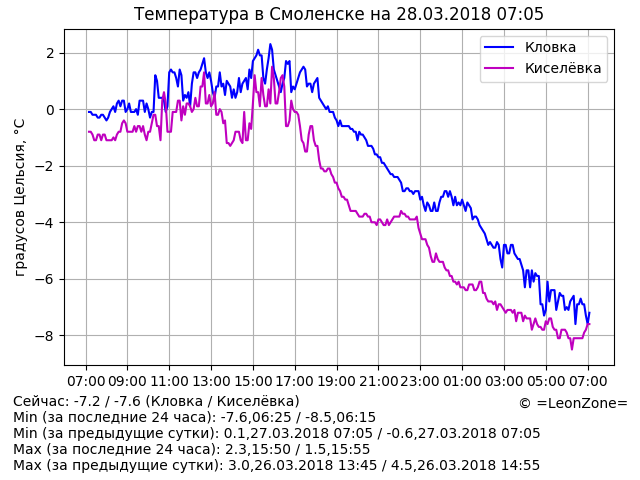 Температура в Смоленске на 28.03.2018 07:05
Кловка
Киселёвка
градусов Цельсия, °C
2
0
−2
−4
−6
−8
07:00 09:00 11:00 13:00 15:00 17:00 19:00 21:00 23:00 01:00 03:00 05:00 07:00
Сейчас: -7.2 / -7.6 (Кловка / Киселёвка)
© =LeonZone=
Min (за последние 24 часа): -7.6,06:25 / -8.5,06:15
Min (за предыдущие сутки): 0.1,27.03.2018 07:05 / -0.6,27.03.2018 07:05
Max (за последние 24 часа): 2.3,15:50 / 1.5,15:55
Max (за предыдущие сутки): 3.0,26.03.2018 13:45 / 4.5,26.03.2018 14:55